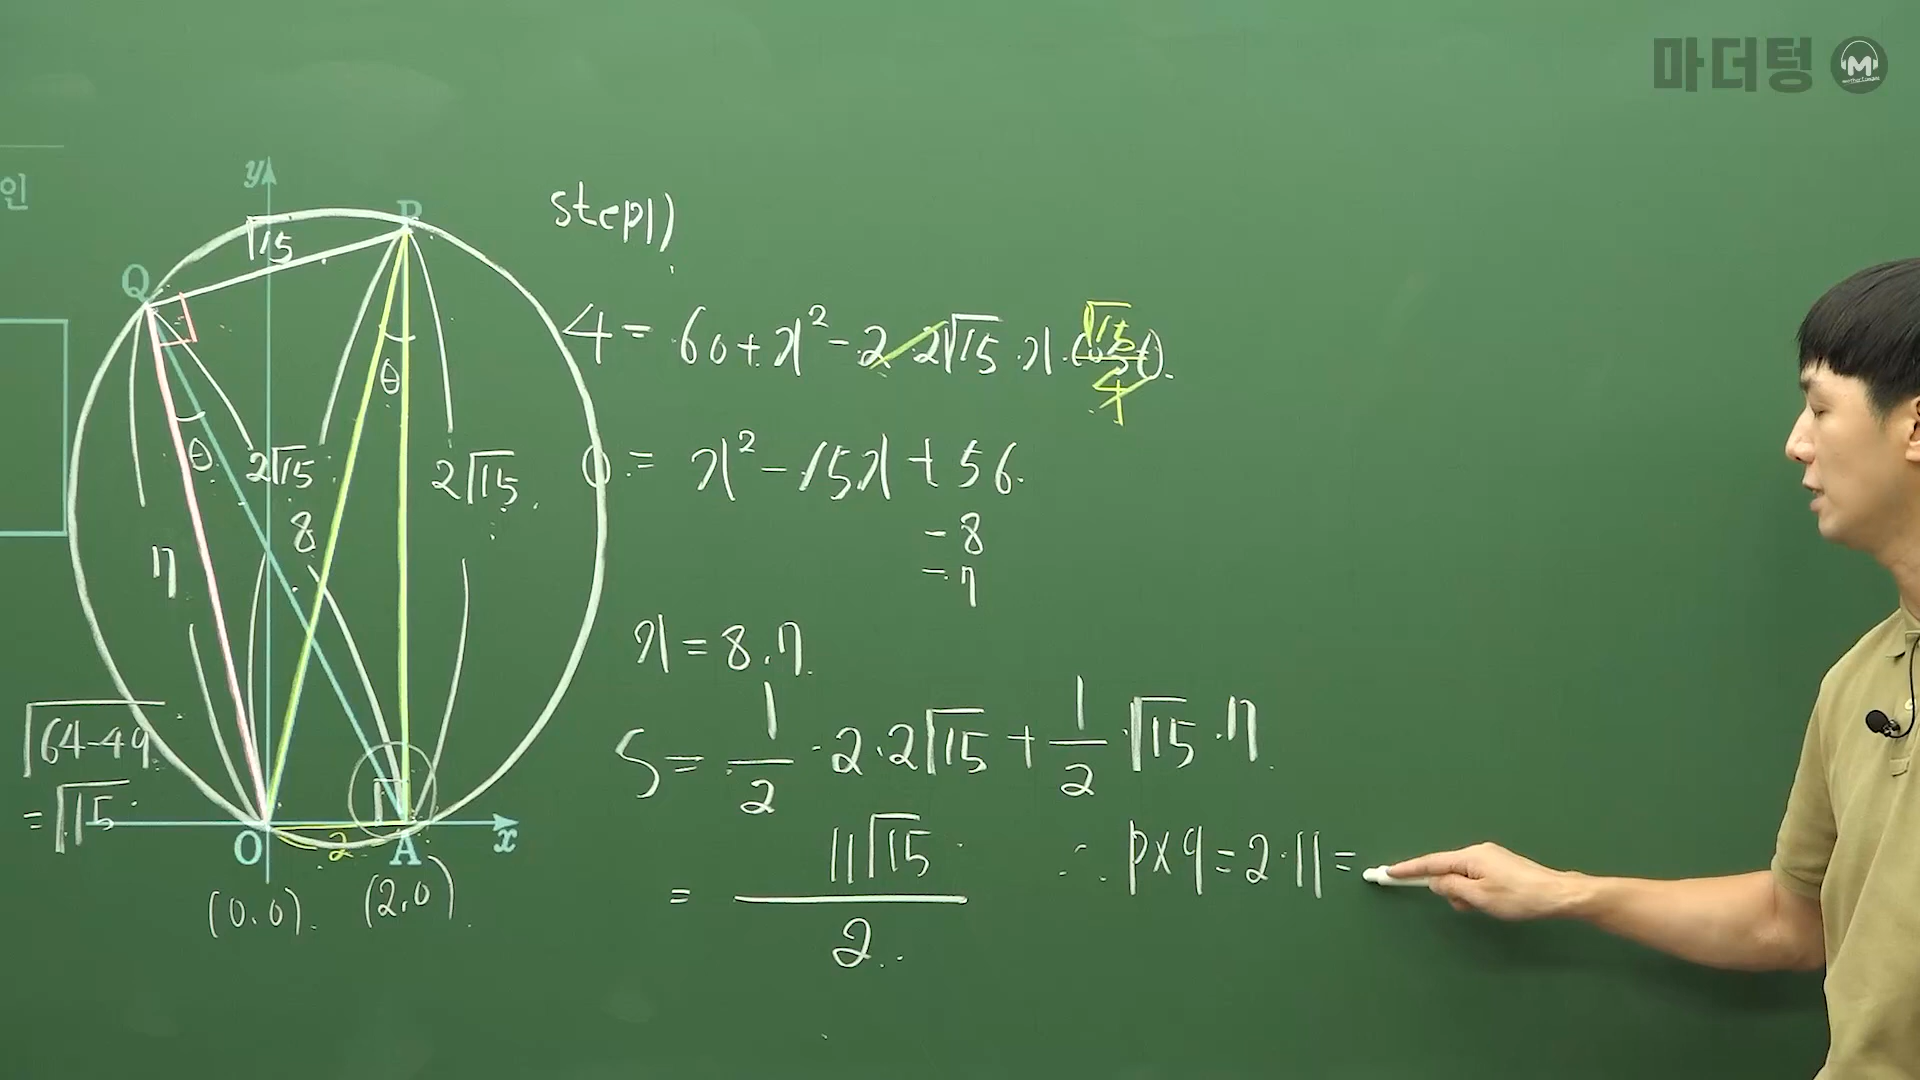 마더텅 M
인
y
step1)
P
√15
Q
4 = 60 + x² - 2·2√15·x·cosθ
√15/4
θ
θ
2√15
2√15
0 = x² - 15x + 56
8
-8
-7
7
x = 8, 7
√64-49
= √15
S = 1/2·2·2√15 + 1/2·√15·7
O
2
A
x
= 11√15/2
∴ p×q = 2·11 =
(0,0)
(2,0)